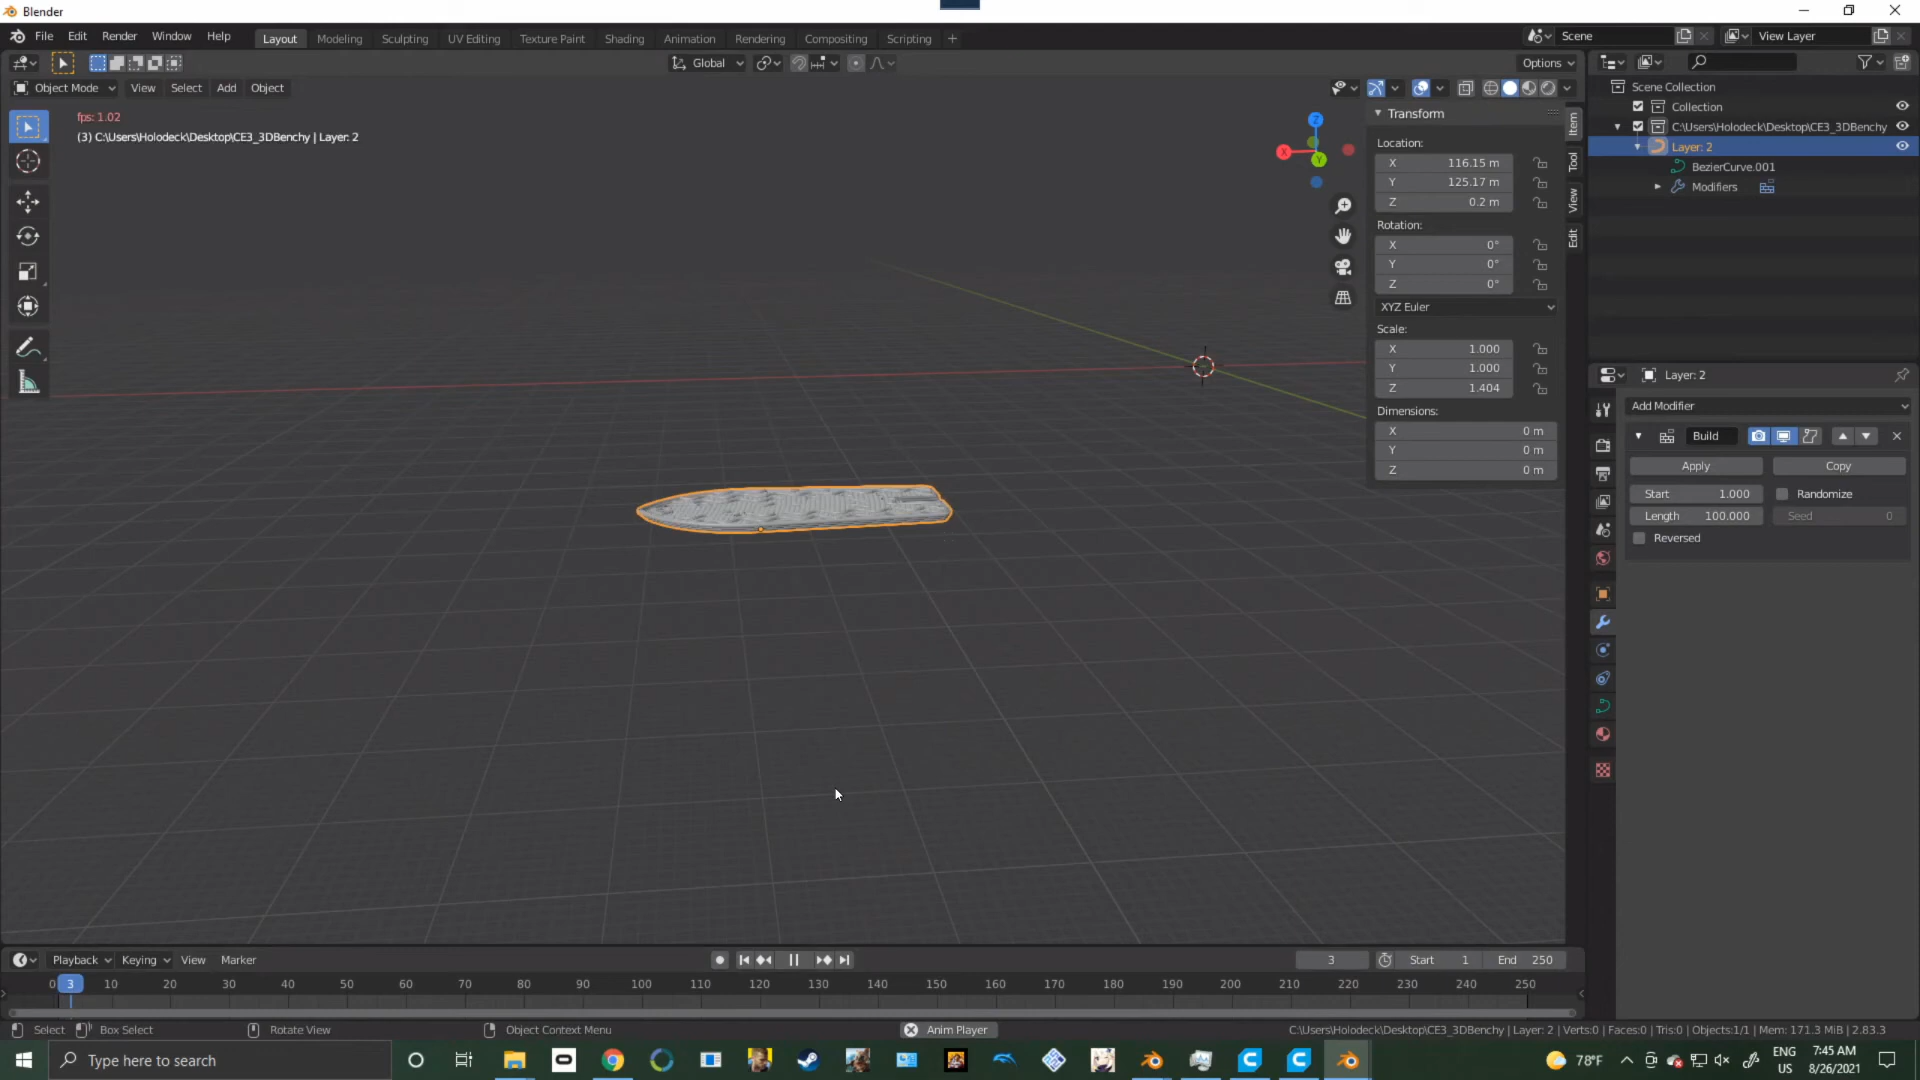 Blender
File Edit Render Window Help Layout Modeling Sculpting UV Editing Texture Paint Shading Animation Rendering Compositing Scripting + Scene View Layer
Global Options
Object Mode View Select Add Object
Scene Collection
Collection
C:\Users\Holodeck\Desktop\CE3_3DBenchy
Layer: 2
BezierCurve.001
Modifiers
fps: 1.02
(3) C:\Users\Holodeck\Desktop\CE3_3DBenchy | Layer: 2
Z
X
Y
Transform
Location:
X 116.15 m
Y 125.17 m
Z 0.2 m
Rotation:
X 0°
Y 0°
Z 0°
XYZ Euler
Scale:
X 1.000
Y 1.000
Z 1.404
Dimensions:
X 0 m
Y 0 m
Z 0 m
Item
Tool
View
Edit
Layer: 2
Add Modifier
Build
Apply Copy
Start 1.000 Randomize
Length 100.000 Seed 0
Reversed
Playback Keying View Marker 3 Start 1 End 250
0 3 10 20 30 40 50 60 70 80 90 100 110 120 130 140 150 160 170 180 190 200 210 220 230 240 250
Select Box Select Rotate View Object Context Menu Anim Player C:\Users\Holodeck\Desktop\CE3_3DBenchy | Layer: 2 | Verts:0 | Faces:0 | Tris:0 | Objects:1/1 | Mem: 171.3 MiB | 2.83.3
Type here to search 78°F ENG US 7:45 AM 8/26/2021